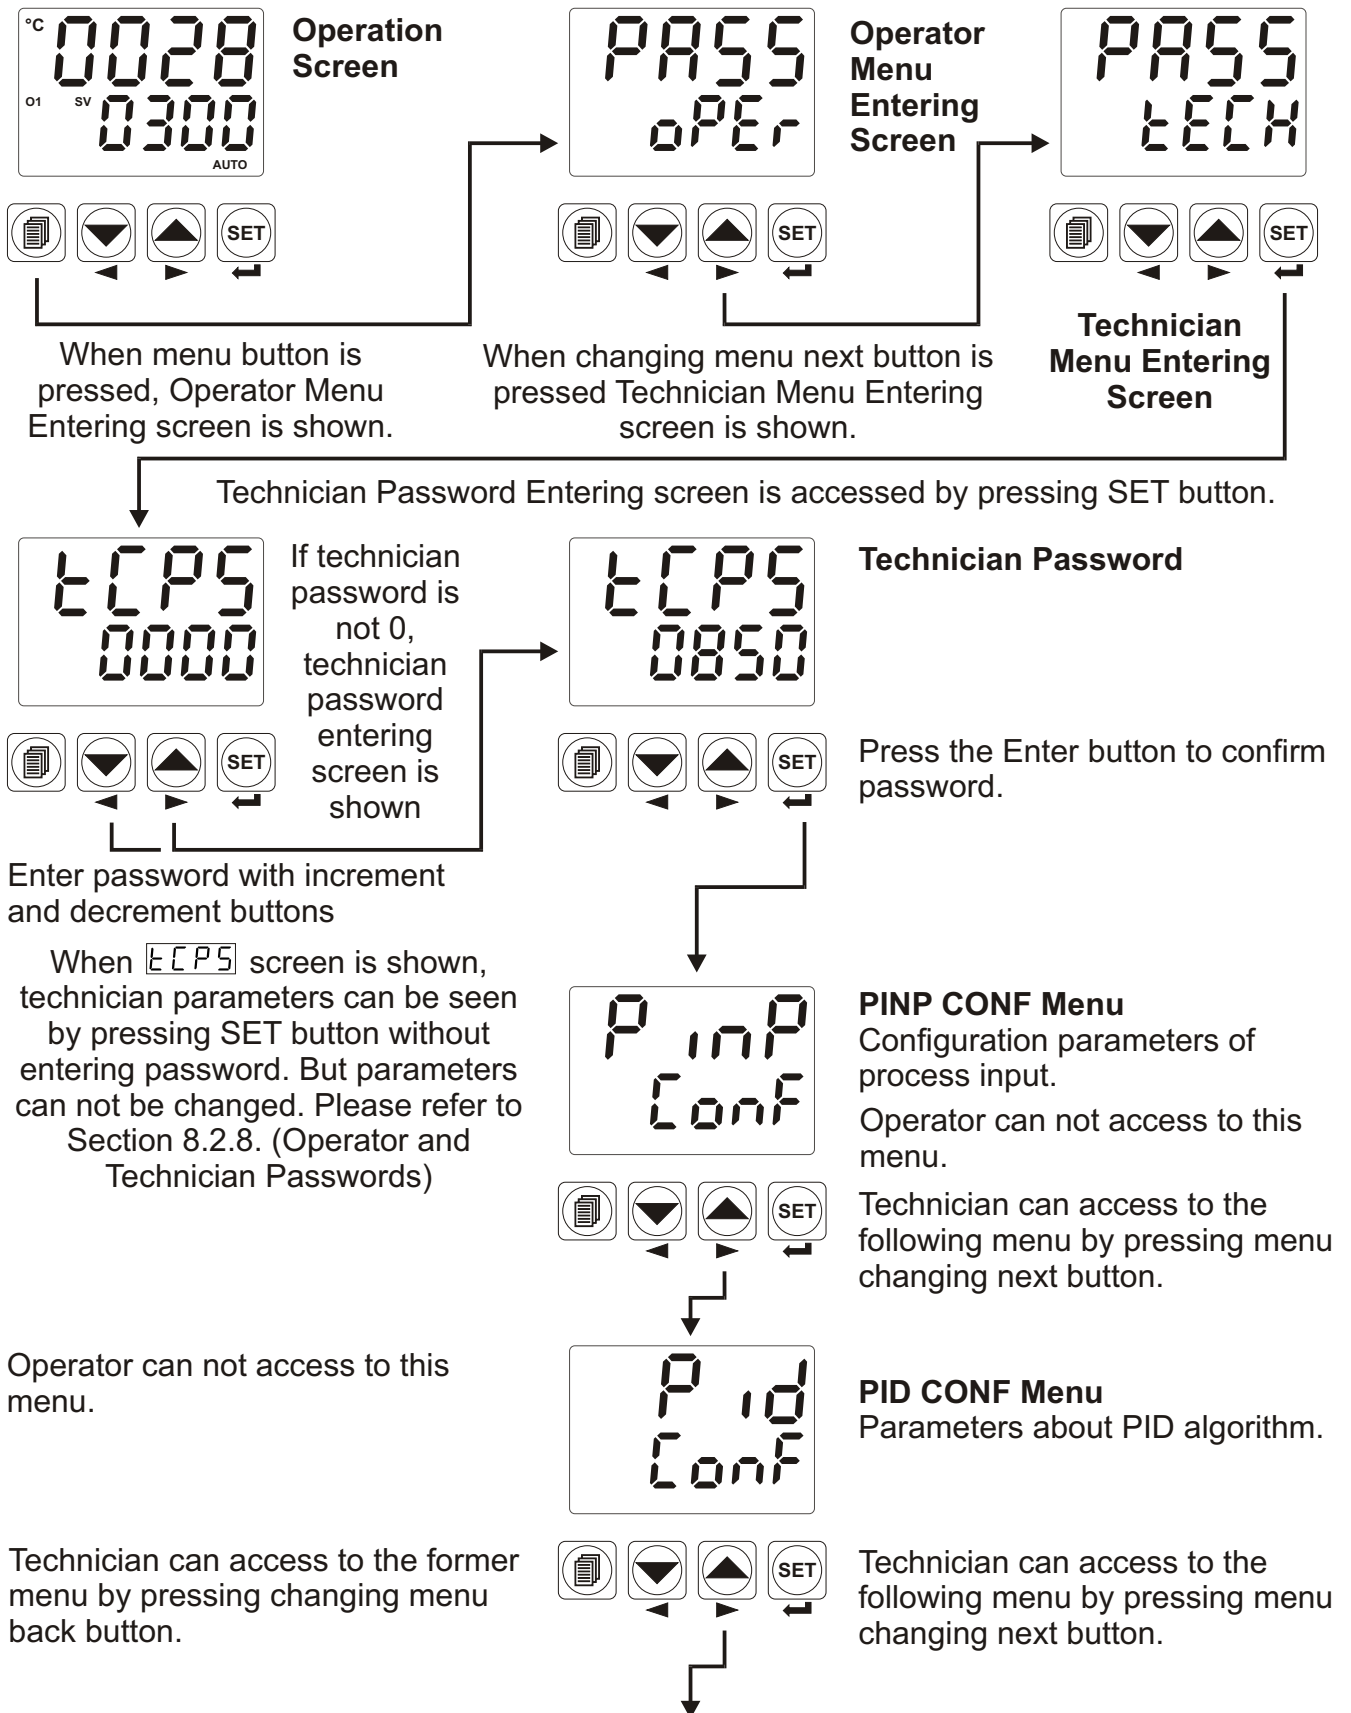 °C
0028
O1 SV
0300
AUTO
Operation
Screen
PASS
oPEr
Operator
Menu
Entering
Screen
PASS
tECH
SET
SET
SET
When menu button is
pressed, Operator Menu
Entering screen is shown.
When changing menu next button is
pressed Technician Menu Entering
screen is shown.
Technician
Menu Entering
Screen
Technician Password Entering screen is accessed by pressing SET button.
tCPS
0000
If technician
password is
not 0,
technician
password
entering
screen is
shown
tCPS
0850
Technician Password
SET
SET
Press the Enter button to confirm
password.
Enter password with increment
and decrement buttons
When tCPS screen is shown,
technician parameters can be seen
by pressing SET button without
entering password. But parameters
can not be changed. Please refer to
Section 8.2.8. (Operator and
Technician Passwords)
PinP
ConF
PINP CONF Menu
Configuration parameters of
process input.
Operator can not access to this
menu.
SET
Technician can access to the
following menu by pressing menu
changing next button.
Operator can not access to this
menu.
Pid
ConF
PID CONF Menu
Parameters about PID algorithm.
Technician can access to the former
menu by pressing changing menu
back button.
SET
Technician can access to the
following menu by pressing menu
changing next button.